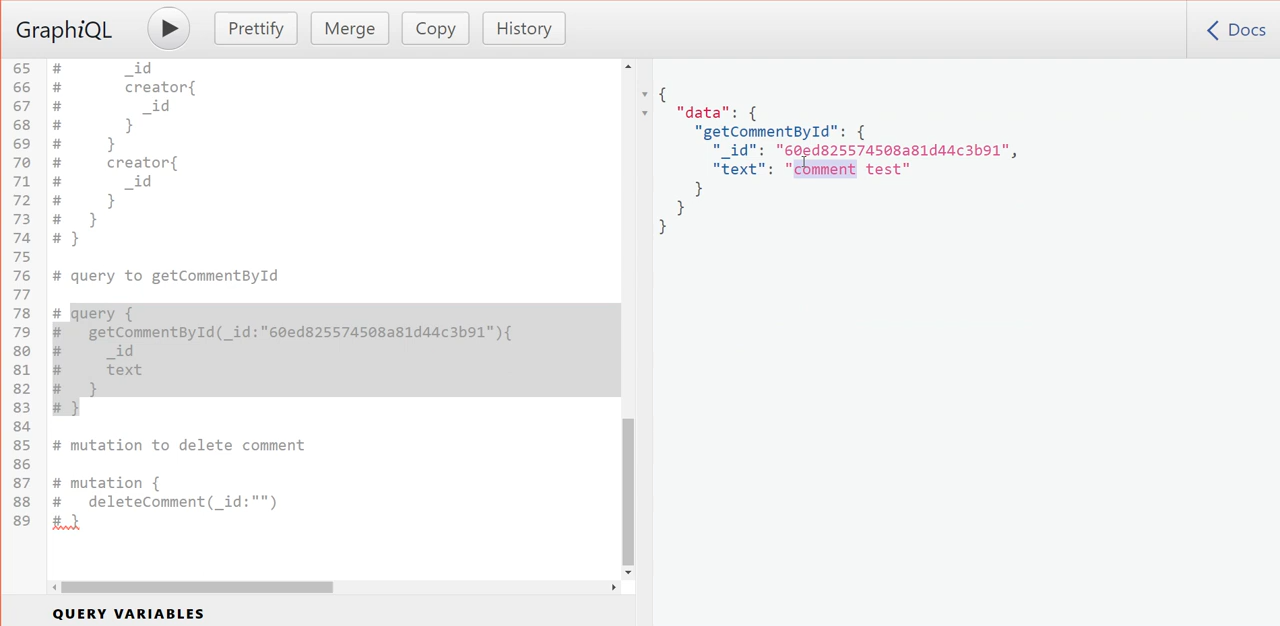 GraphiQL
Prettify
Merge
Copy
History
Docs
65 #       _id
66 #       creator{
67 #         _id
68 #       }
69 #     }
70 #     creator{
71 #       _id
72 #     }
73 #   }
74 # }
75
76 # query to getCommentById
77
78 # query {
79 #   getCommentById(_id:"60ed825574508a81d44c3b91"){
80 #     _id
81 #     text
82 #   }
83 # }
84
85 # mutation to delete comment
86
87 # mutation {
88 #   deleteComment(_id:"")
89 # }
QUERY VARIABLES
{
  "data": {
    "getCommentById": {
      "_id": "60ed825574508a81d44c3b91",
      "text": "comment test"
    }
  }
}